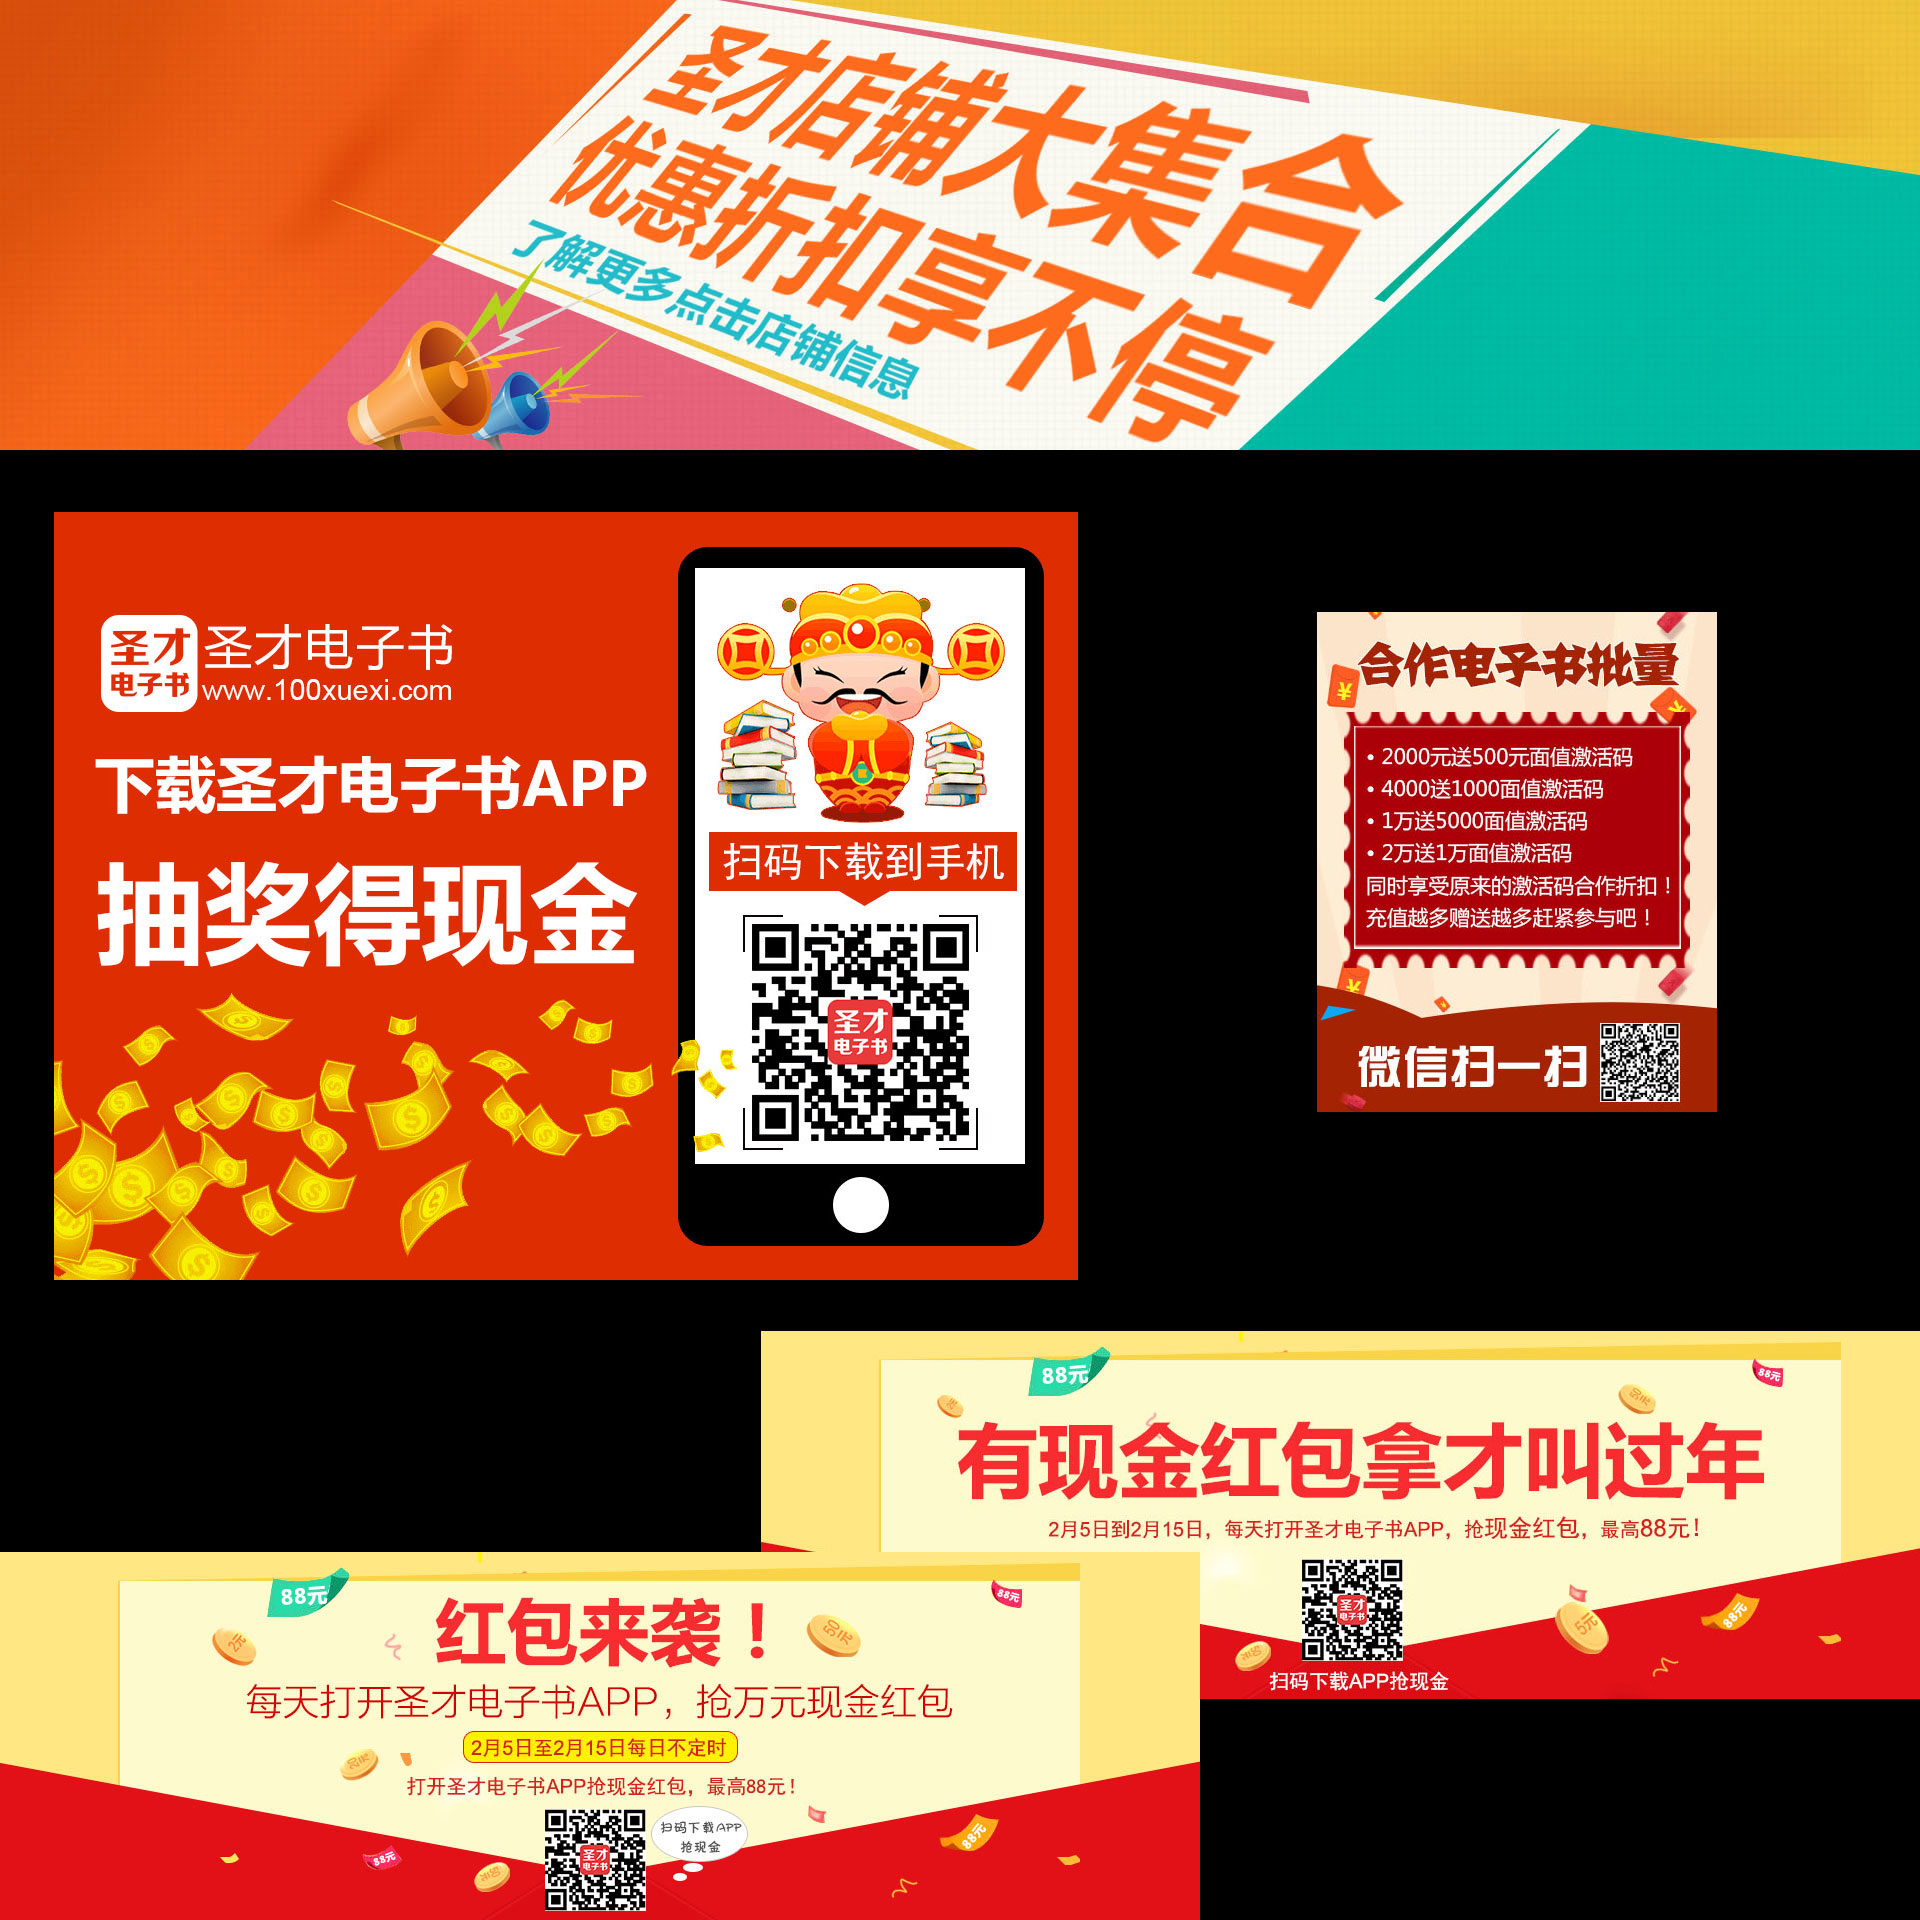 圣才店铺大集合
优惠折扣享不停
了解更多点击店铺信息
圣才
电子书
圣才电子书
www.100xuexi.com
下载圣才电子书APP
抽奖得现金
扫码下载到手机
圣才
电子书
合作电子书批量
• 2000元送500元面值激活码
• 4000送1000面值激活码
• 1万送5000面值激活码
• 2万送1万面值激活码
同时享受原来的激活码合作折扣！
充值越多赠送越多赶紧参与吧！
微信扫一扫
88元
88元
50元
有现金红包拿才叫过年
2月5日到2月15日，每天打开圣才电子书APP，抢现金红包，最高88元！
圣才
电子书
5元
88元
扫码下载APP抢现金
88元
88元
2元
50元
红包来袭！
每天打开圣才电子书APP，抢万元现金红包
2月5日至2月15日每日不定时
打开圣才电子书APP抢现金红包，最高88元！
扫码下载APP
抢现金
圣才
电子书
88元
88元